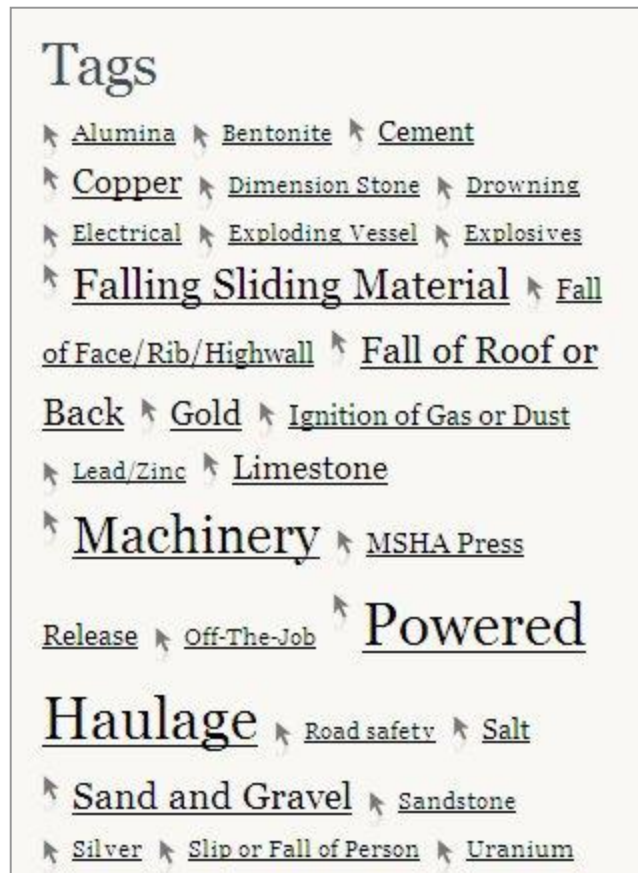 Tags
Alumina Bentonite Cement
Copper Dimension Stone Drowning
Electrical Exploding Vessel Explosives
Falling Sliding Material Fall
of Face/Rib/Highwall Fall of Roof or
Back Gold Ignition of Gas or Dust
Lead/Zinc Limestone
Machinery MSHA Press
Release Off-The-Job Powered
Haulage Road safety Salt
Sand and Gravel Sandstone
Silver Slip or Fall of Person Uranium